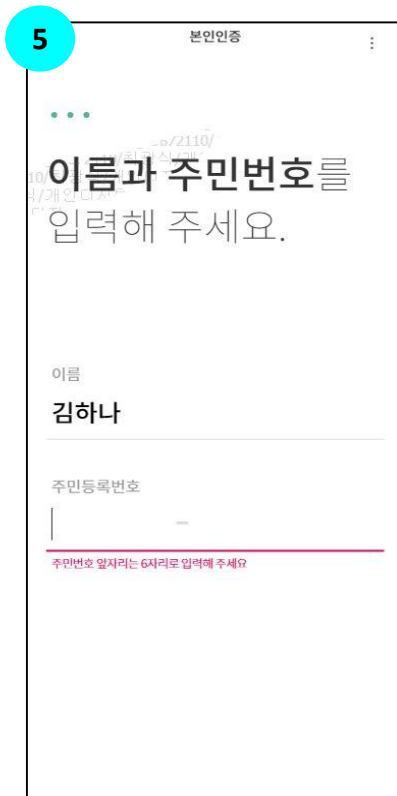 5
본인인증
이름과 주민번호를
입력해 주세요.
이름
김하나
주민등록번호
주민번호 앞자리는 6자리로 입력해 주세요